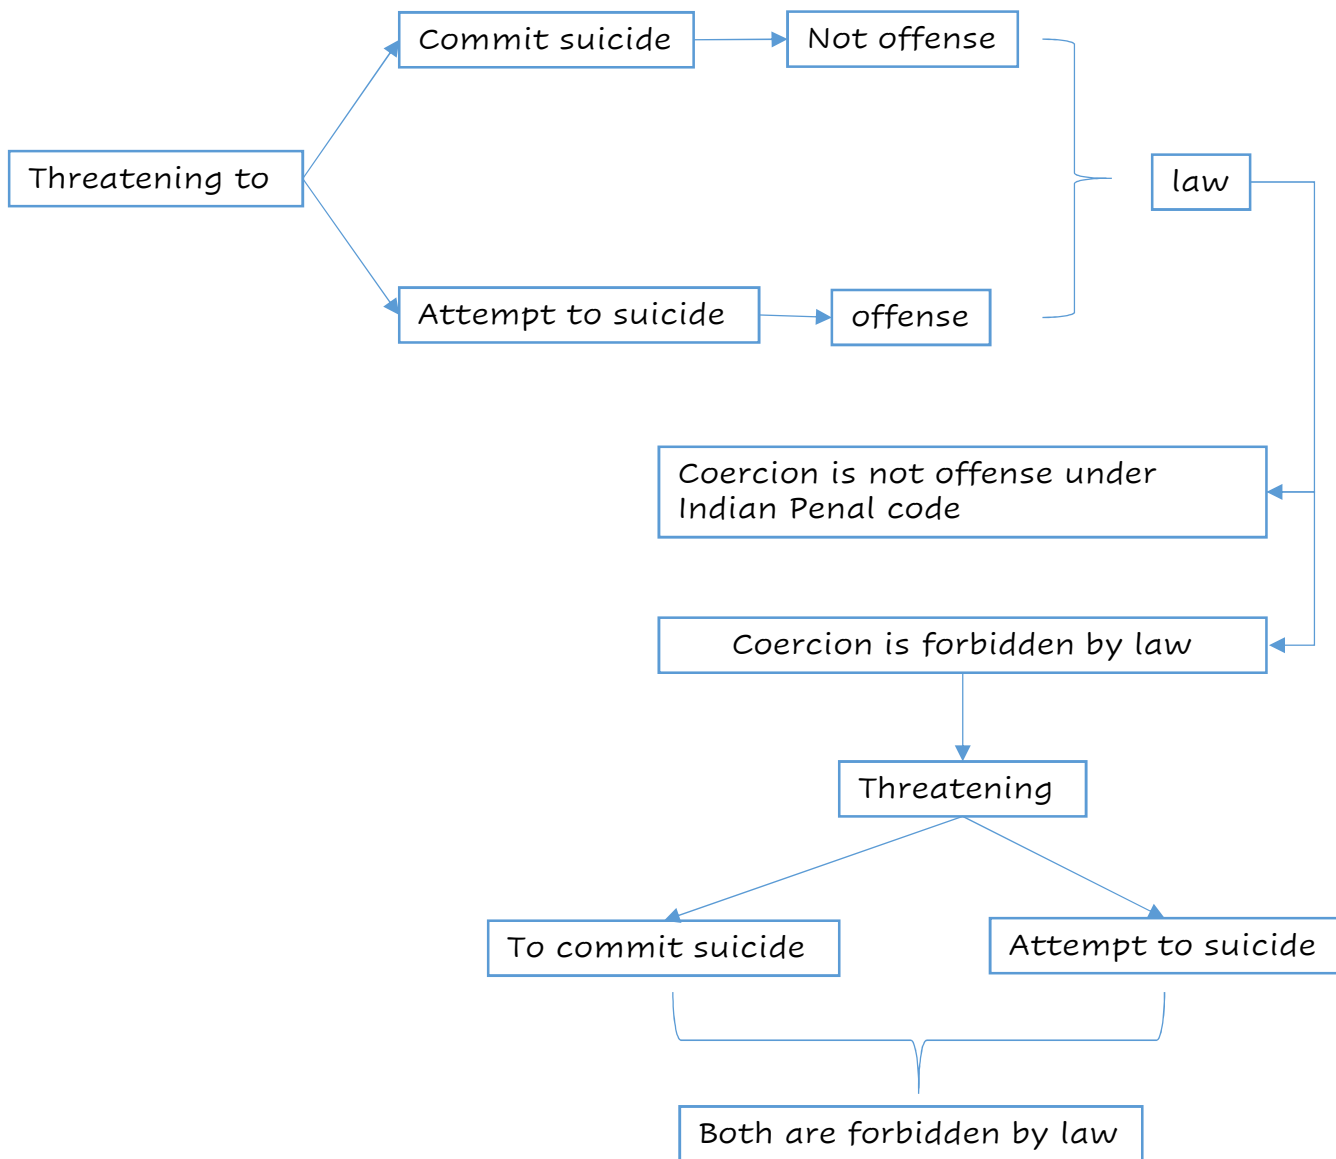 Commit suicide
Not offense
Threatening to
law
Attempt to suicide
offense
Coercion is not offense under
Indian Penal code
Coercion is forbidden by law
Threatening
To commit suicide
Attempt to suicide
Both are forbidden by law